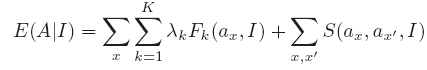 E(A|I) = \sum_{x} \sum_{k=1}^{K} \lambda_k F_k(a_x, I) + \sum_{x,x'} S(a_x, a_{x'}, I)